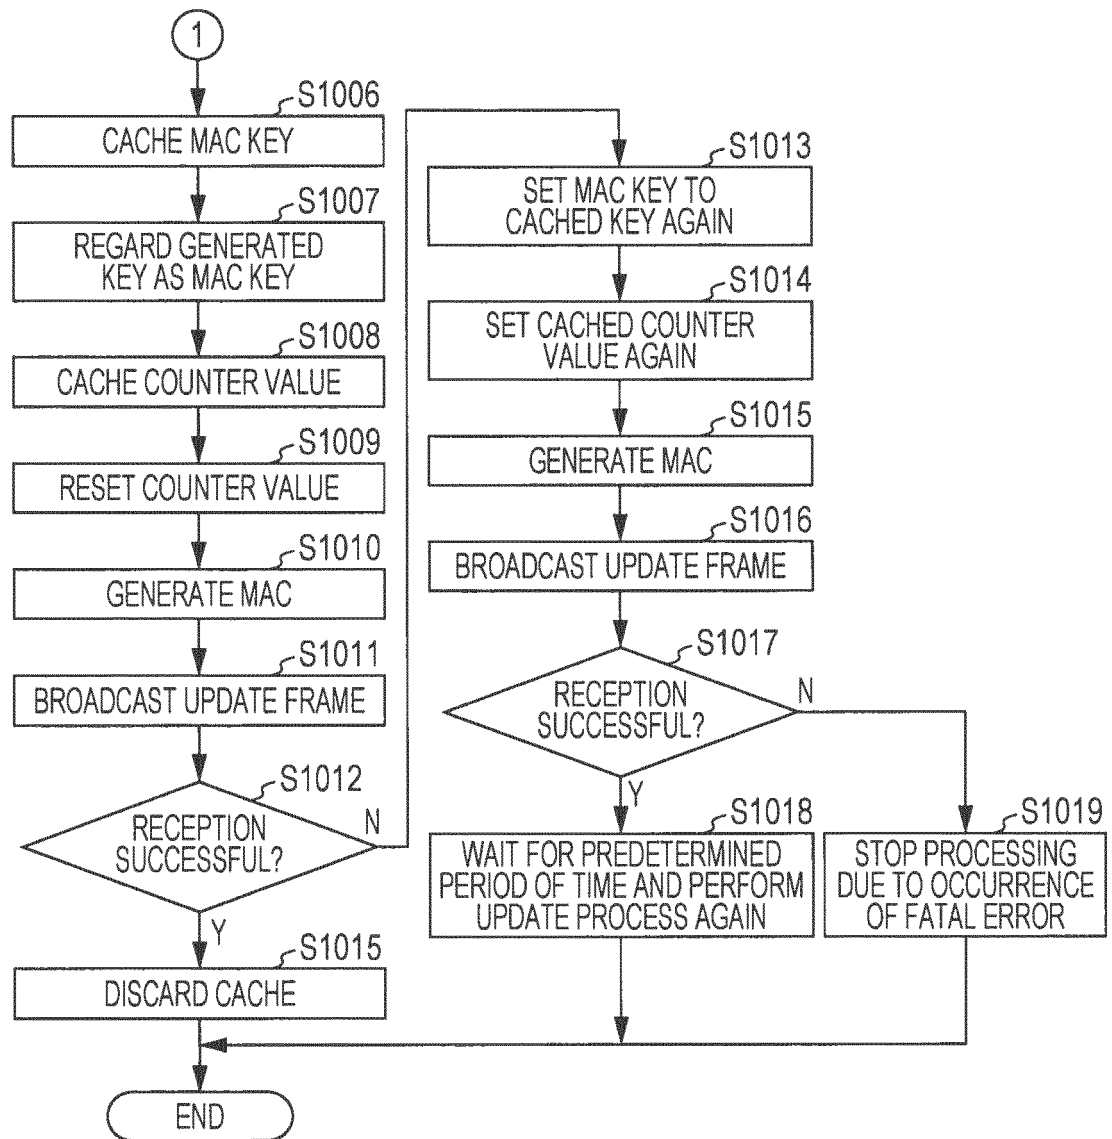 1
S1006
CACHE MAC KEY
S1007
REGARD GENERATED
KEY AS MAC KEY
S1008
CACHE COUNTER VALUE
S1009
RESET COUNTER VALUE
S1010
GENERATE MAC
S1011
BROADCAST UPDATE FRAME
S1012
RECEPTION
SUCCESSFUL?
N
Y
S1015
DISCARD CACHE
END
S1013
SET MAC KEY TO
CACHED KEY AGAIN
S1014
SET CACHED COUNTER
VALUE AGAIN
S1015
GENERATE MAC
S1016
BROADCAST UPDATE FRAME
S1017
RECEPTION
SUCCESSFUL?
N
Y
S1018
WAIT FOR PREDETERMINED
PERIOD OF TIME AND PERFORM
UPDATE PROCESS AGAIN
S1019
STOP PROCESSING
DUE TO OCCURRENCE
OF FATAL ERROR